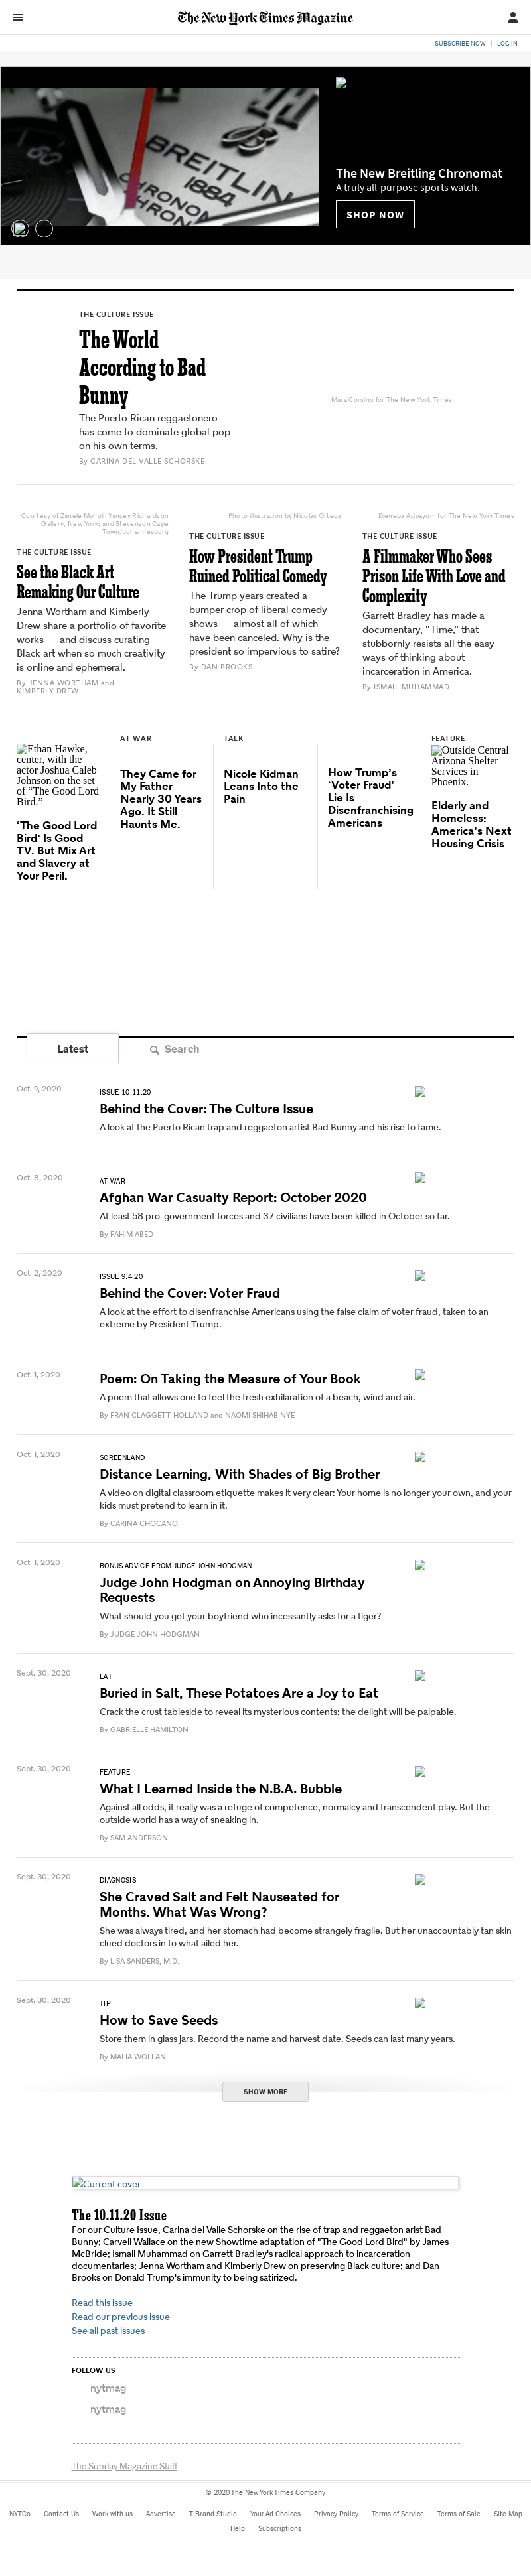 The New York Times Magazine
SUBSCRIBE NOW | LOG IN
BREITLING
1884
CHRONOMAT
The New Breitling Chronomat
A truly all-purpose sports watch.
SHOP NOW
THE CULTURE ISSUE
The World
According to Bad
Bunny
The Puerto Rican reggaetonero
has come to dominate global pop
on his own terms.
By CARINA DEL VALLE SCHORSKE
Mara Corsino for The New York Times
Courtesy of Zanele Muholi, Yancey Richardson
Gallery, New York, and Stevenson Cape
Town/Johannesburg
THE CULTURE ISSUE
See the Black Art
Remaking Our Culture
Jenna Wortham and Kimberly
Drew share a portfolio of favorite
works — and discuss curating
Black art when so much creativity
is online and ephemeral.
By JENNA WORTHAM and
KIMBERLY DREW
Photo illustration by Nicolás Ortega
THE CULTURE ISSUE
How President Trump
Ruined Political Comedy
The Trump years created a
bumper crop of liberal comedy
shows — almost all of which
have been canceled. Why is the
president so impervious to satire?
By DAN BROOKS
Djeneba Aduayom for The New York Times
THE CULTURE ISSUE
A Filmmaker Who Sees
Prison Life With Love and
Complexity
Garrett Bradley has made a
documentary, “Time,” that
stubbornly resists all the easy
ways of thinking about
incarceration in America.
By ISMAIL MUHAMMAD
Ethan Hawke,
center, with the
actor Joshua Caleb
Johnson on the set
of “The Good Lord
Bird.”
‘The Good Lord
Bird’ Is Good
TV. But Mix Art
and Slavery at
Your Peril.
AT WAR
They Came for
My Father
Nearly 30 Years
Ago. It Still
Haunts Me.
TALK
Nicole Kidman
Leans Into the
Pain
How Trump’s
‘Voter Fraud’
Lie Is
Disenfranchising
Americans
FEATURE
Outside Central
Arizona Shelter
Services in
Phoenix.
Elderly and
Homeless:
America’s Next
Housing Crisis
Latest
Search
Oct. 9, 2020
ISSUE 10.11.20
Behind the Cover: The Culture Issue
A look at the Puerto Rican trap and reggaeton artist Bad Bunny and his rise to fame.
Oct. 8, 2020
AT WAR
Afghan War Casualty Report: October 2020
At least 58 pro-government forces and 37 civilians have been killed in October so far.
By FAHIM ABED
Oct. 2, 2020
ISSUE 9.4.20
Behind the Cover: Voter Fraud
A look at the effort to disenfranchise Americans using the false claim of voter fraud, taken to an
extreme by President Trump.
Oct. 1, 2020
Poem: On Taking the Measure of Your Book
A poem that allows one to feel the fresh exhilaration of a beach, wind and air.
By FRAN CLAGGETT-HOLLAND and NAOMI SHIHAB NYE
Oct. 1, 2020
SCREENLAND
Distance Learning, With Shades of Big Brother
A video on digital classroom etiquette makes it very clear: Your home is no longer your own, and your
kids must pretend to learn in it.
By CARINA CHOCANO
Oct. 1, 2020
BONUS ADVICE FROM JUDGE JOHN HODGMAN
Judge John Hodgman on Annoying Birthday
Requests
What should you get your boyfriend who incessantly asks for a tiger?
By JUDGE JOHN HODGMAN
Sept. 30, 2020
EAT
Buried in Salt, These Potatoes Are a Joy to Eat
Crack the crust tableside to reveal its mysterious contents; the delight will be palpable.
By GABRIELLE HAMILTON
Sept. 30, 2020
FEATURE
What I Learned Inside the N.B.A. Bubble
Against all odds, it really was a refuge of competence, normalcy and transcendent play. But the
outside world has a way of sneaking in.
By SAM ANDERSON
Sept. 30, 2020
DIAGNOSIS
She Craved Salt and Felt Nauseated for
Months. What Was Wrong?
She was always tired, and her stomach had become strangely fragile. But her unaccountably tan skin
clued doctors in to what ailed her.
By LISA SANDERS, M.D.
Sept. 30, 2020
TIP
How to Save Seeds
Store them in glass jars. Record the name and harvest date. Seeds can last many years.
By MALIA WOLLAN
SHOW MORE
Current cover
The 10.11.20 Issue
For our Culture Issue, Carina del Valle Schorske on the rise of trap and reggaeton arist Bad
Bunny; Carvell Wallace on the new Showtime adaptation of "The Good Lord Bird" by James
McBride; Ismail Muhammad on Garrett Bradley's radical approach to incarceration
documentaries; Jenna Wortham and Kimberly Drew on preserving Black culture; and Dan
Brooks on Donald Trump's immunity to being satirized.
Read this issue
Read our previous issue
See all past issues
FOLLOW US
nytmag
nytmag
The Sunday Magazine Staff
© 2020 The New York Times Company
NYTCo Contact Us Work with us Advertise T Brand Studio Your Ad Choices Privacy Policy Terms of Service Terms of Sale Site Map
Help Subscriptions